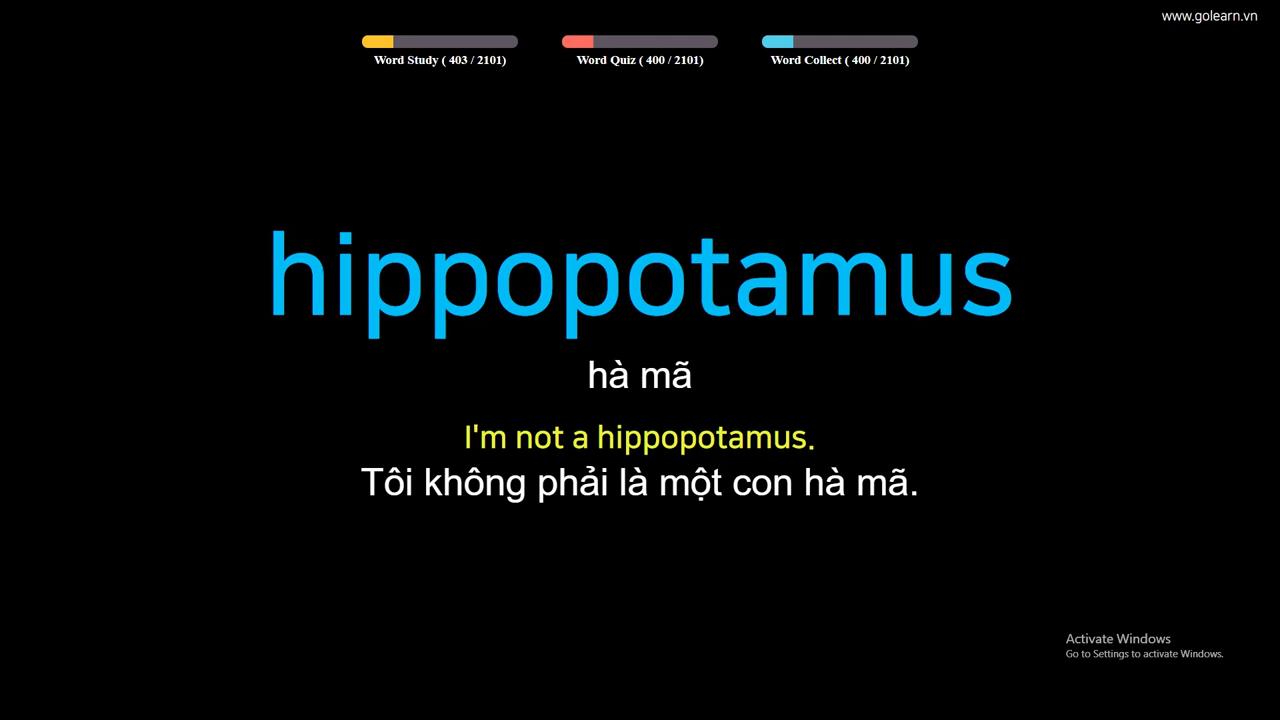 www.golearn.vn
Word Study ( 403 / 2101)
Word Quiz ( 400 / 2101)
Word Collect ( 400 / 2101)
hippopotamus
hà mã
I'm not a hippopotamus.
Tôi không phải là một con hà mã.
Activate Windows
Go to Settings to activate Windows.